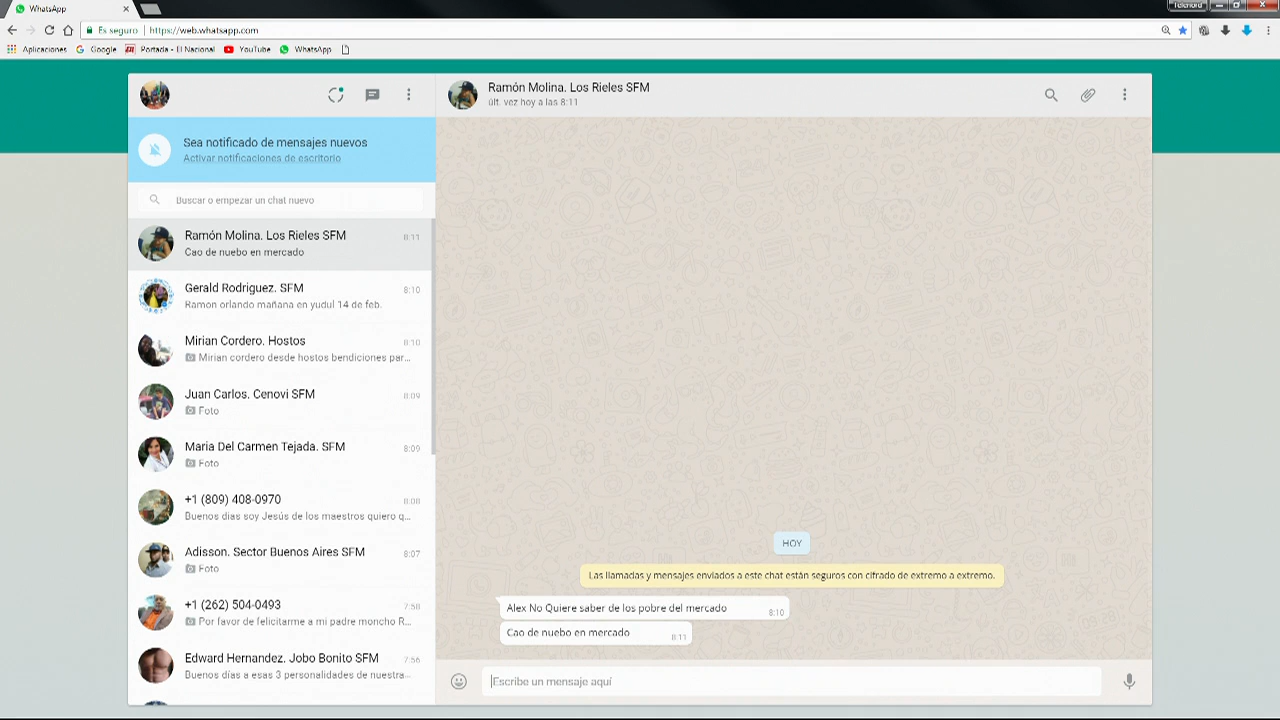 WhatsApp
Telenord
Es seguro | https://web.whatsapp.com
Aplicaciones Google Portada - El Nacional YouTube WhatsApp
Ramón Molina. Los Rieles SFM
últ. vez hoy a las 8:11
Sea notificado de mensajes nuevos
Activar notificaciones de escritorio
Buscar o empezar un chat nuevo
Ramón Molina. Los Rieles SFM 8:11
Cao de nuebo en mercado
Gerald Rodriguez. SFM 8:10
Ramon orlando mañana en yudul 14 de feb.
Mirian Cordero. Hostos 8:10
Mirian cordero desde hostos bendiciones par...
Juan Carlos. Cenovi SFM 8:09
Foto
Maria Del Carmen Tejada. SFM 8:09
Foto
+1 (809) 408-0970 8:08
Buenos dias soy Jesús de los maestros quiero q...
Adisson. Sector Buenos Aires SFM 8:07
Foto
+1 (262) 504-0493 7:58
Por favor de felicitarme a mi padre moncho R...
Edward Hernandez. Jobo Bonito SFM 7:56
Buenos días a esas 3 personalidades de nuestra...
HOY
Las llamadas y mensajes enviados a este chat están seguros con cifrado de extremo a extremo.
Alex No Quiere saber de los pobre del mercado 8:10
Cao de nuebo en mercado 8:11
Escribe un mensaje aquí